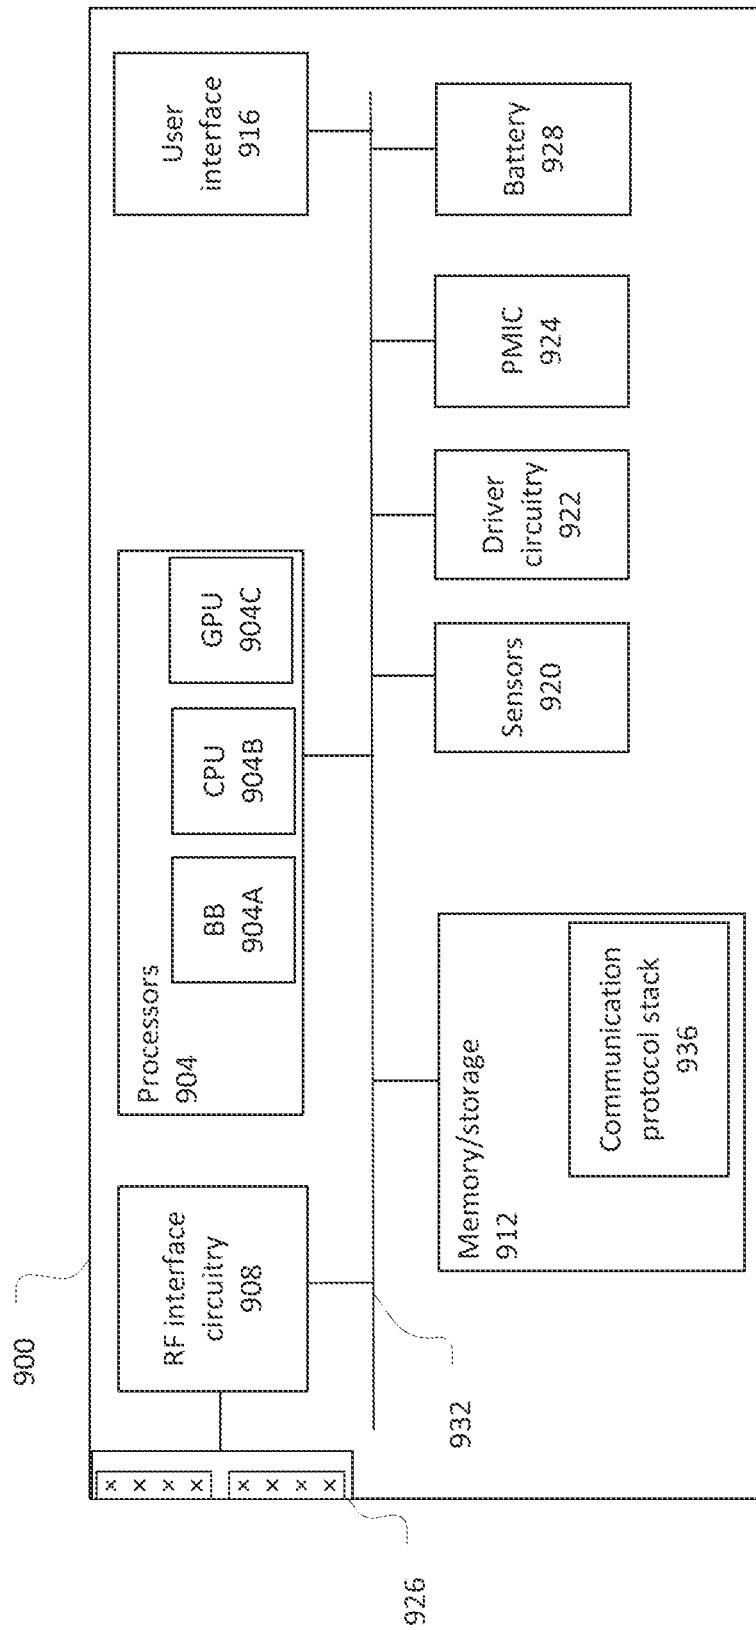 900
RF interface
circuitry
908
Processors
904
BB
904A
CPU
904B
GPU
904C
User
interface
916
926
x x x x
x x x x
932
Memory/storage
912
Communication
protocol stack
936
Sensors
920
Driver
circuitry
922
PMIC
924
Battery
928